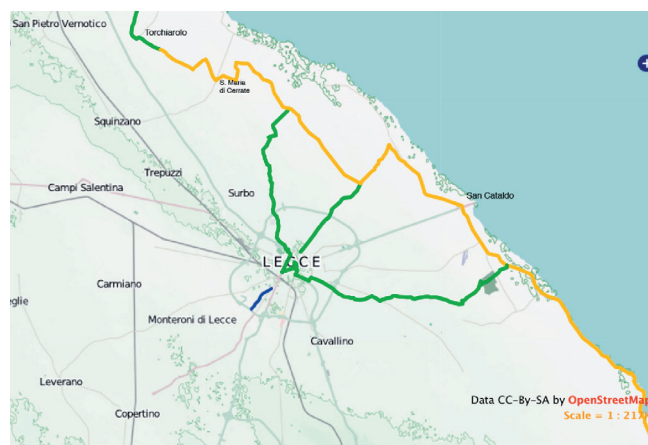 San Pietro Vernotico
Torchiarolo
S. Maria
di Cerrate
Squinzano
Trepuzzi
Campi Salentina
Surbo
San Cataldo
LECCE
Carmiano
Monteroni di Lecce
Cavallino
Leverano
Copertino
Data CC-By-SA by OpenStreetMap